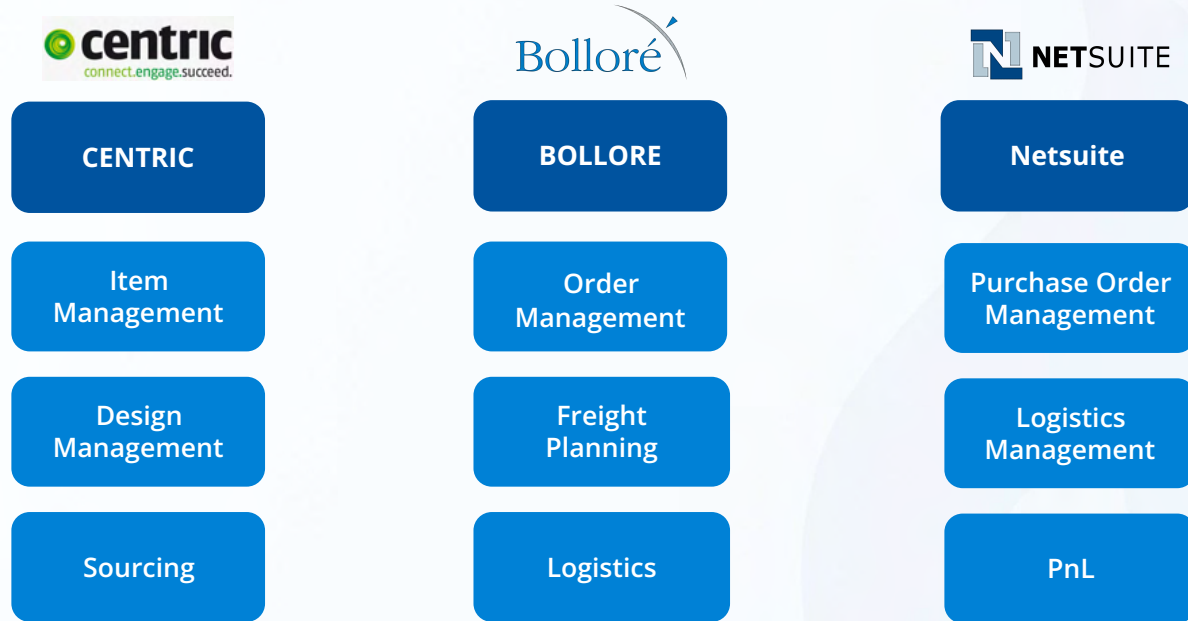 centric
connect.engage.succeed.
Bolloré
NETSUITE
CENTRIC
BOLLORE
Netsuite
Item
Management
Order
Management
Purchase Order
Management
Design
Management
Freight
Planning
Logistics
Management
Sourcing
Logistics
PnL